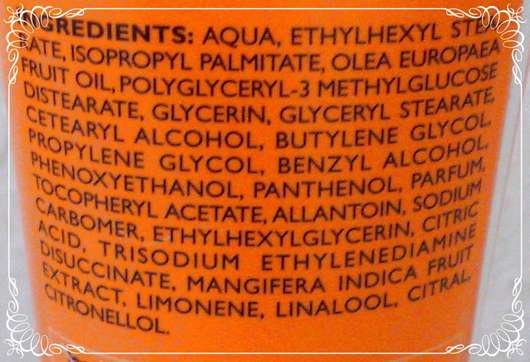 INGREDIENTS: AQUA, ETHYLHEXYL STEA-
RATE, ISOPROPYL PALMITATE, OLEA EUROPAEA
FRUIT OIL, POLYGLYCERYL-3 METHYLGLUCOSE
DISTEARATE, GLYCERIN, GLYCERYL STEARATE,
CETEARYL ALCOHOL, BUTYLENE GLYCOL,
PROPYLENE GLYCOL, BENZYL ALCOHOL,
PHENOXYETHANOL, PANTHENOL, PARFUM,
TOCOPHERYL ACETATE, ALLANTOIN, SODIUM
CARBOMER, ETHYLHEXYLGLYCERIN, CITRIC
ACID, TRISODIUM ETHYLENEDIAMINE
DISUCCINATE, MANGIFERA INDICA FRUIT
EXTRACT, LIMONENE, LINALOOL, CITRAL,
CITRONELLOL.